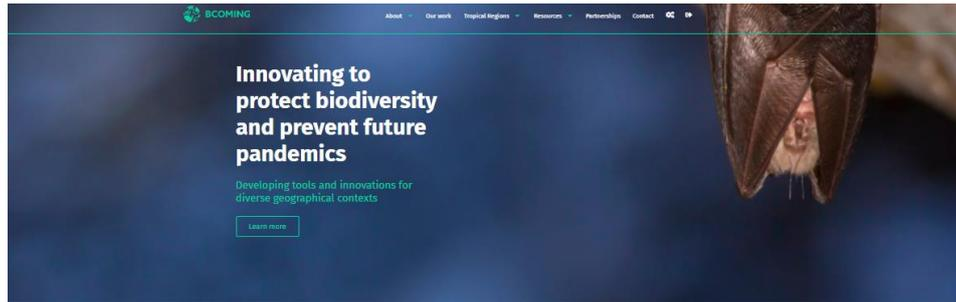 BCOMING
About Our work Tropical Regions Resources Partnerships Contact
Innovating to
protect biodiversity
and prevent future
pandemics
Developing tools and innovations for
diverse geographical contexts
Learn more